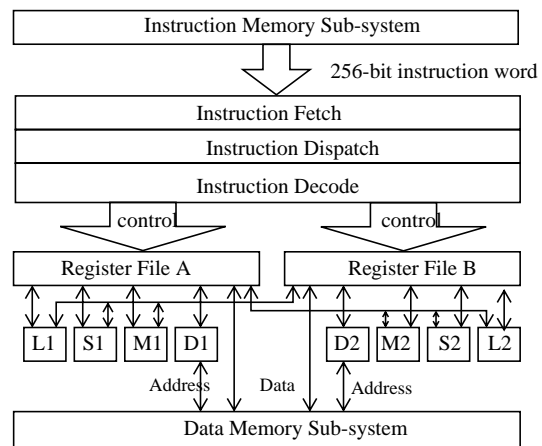 Instruction Memory Sub-system
256-bit instruction word
Instruction Fetch
Instruction Dispatch
Instruction Decode
control control
Register File A Register File B
L1 S1 M1 D1 D2 M2 S2 L2
Address Data Address
Data Memory Sub-system